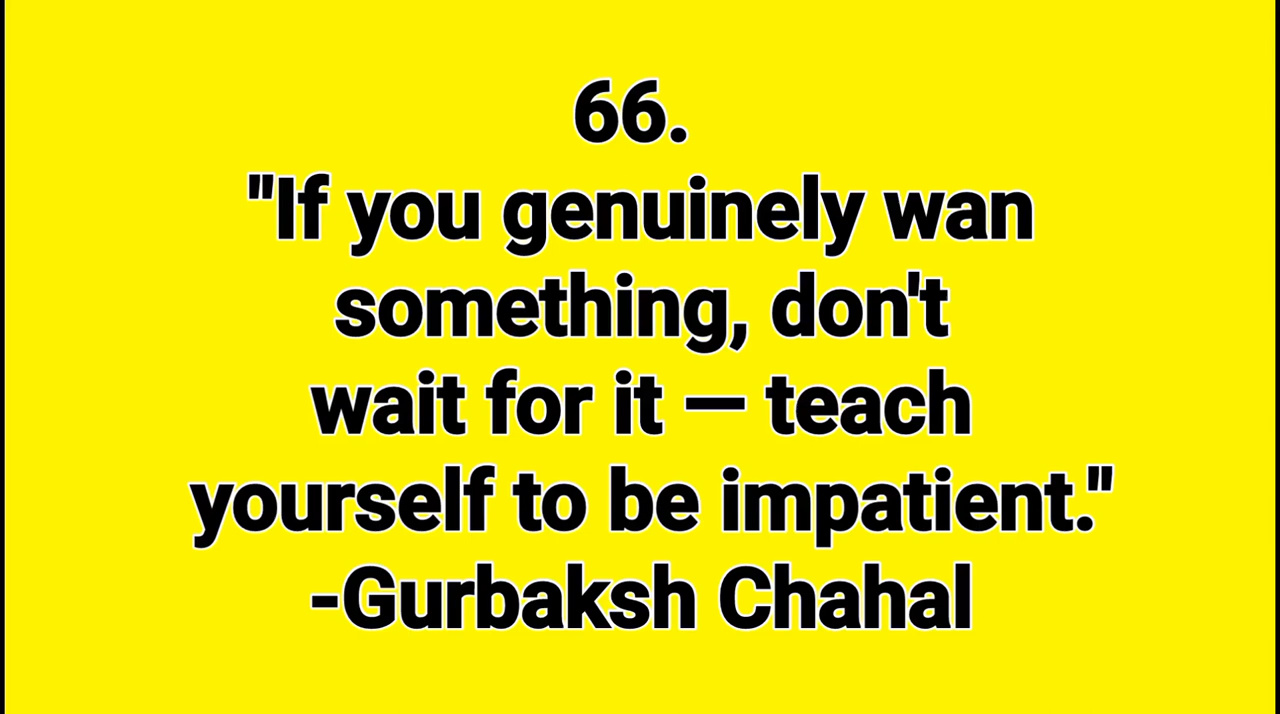 66.
"If you genuinely wan
something, don't
wait for it — teach
yourself to be impatient."
-Gurbaksh Chahal